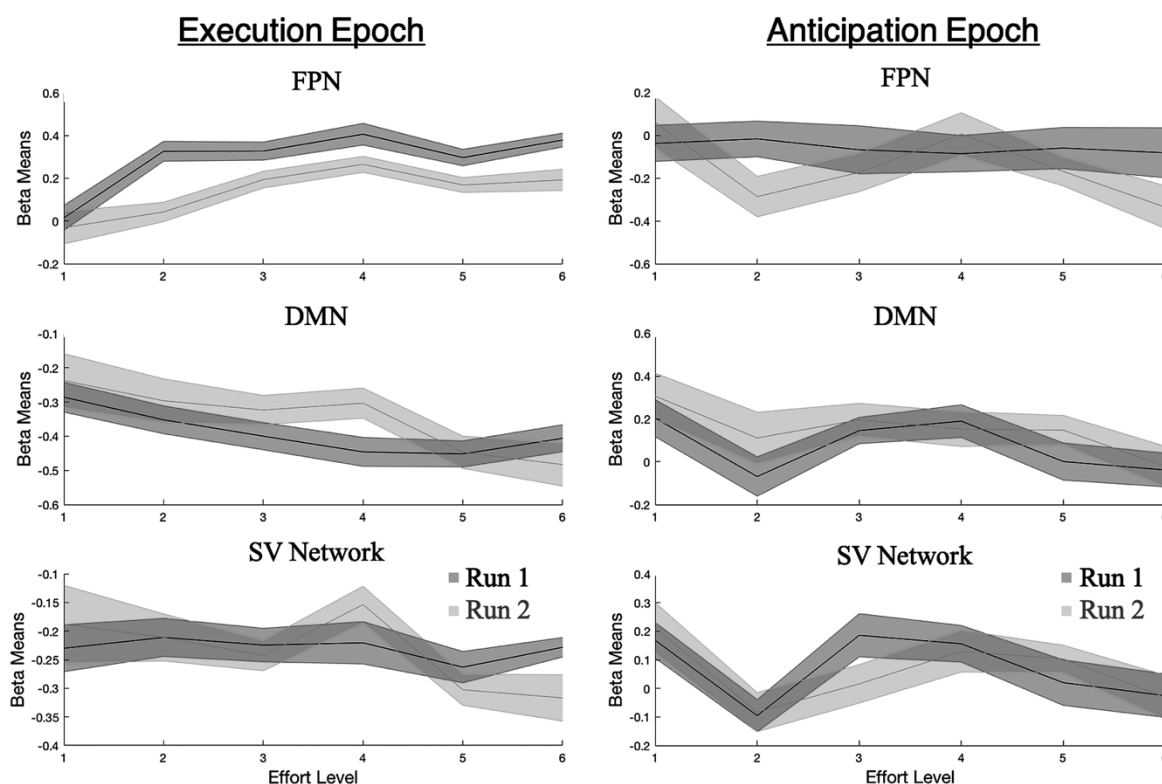 Execution Epoch
FPN
Beta Means
0.6
0.4
0.2
0
-0.2
1 2 3 4 5 6
DMN
Beta Means
-0.1
-0.2
-0.3
-0.4
-0.5
-0.6
1 2 3 4 5 6
SV Network
Run 1
Run 2
Beta Means
-0.1
-0.15
-0.2
-0.25
-0.3
-0.35
-0.4
1 2 3 4 5 6
Effort Level
Anticipation Epoch
FPN
Beta Means
0.2
0
-0.2
-0.4
-0.6
1 2 3 4 5
DMN
Beta Means
0.6
0.4
0.2
0
-0.2
1 2 3 4 5
SV Network
Run 1
Run 2
Beta Means
0.4
0.3
0.3
0.1
0
-0.1
-0.2
1 2 3 4 5
Effort Level